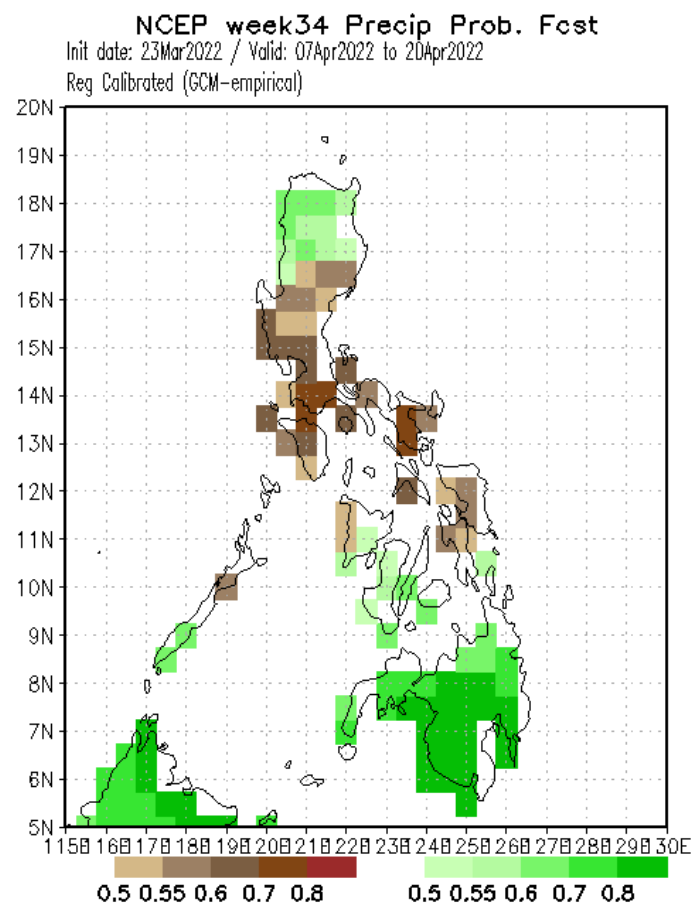 NCEP week34 Precip Prob. Fcst
Init date: 23Mar2022 / Valid: 07Apr2022 to 20Apr2022
Reg Calibrated (GCM-empirical)
20N
19N
18N
17N
16N
15N
14N
13N
12N
11N
10N
9N
8N
7N
6N
5N
115E 116E 117E 118E 119E 120E 121E 122E 123E 124E 125E 126E 127E 128E 129E 130E
0.5 0.55 0.6 0.7 0.8 0.5 0.55 0.6 0.7 0.8